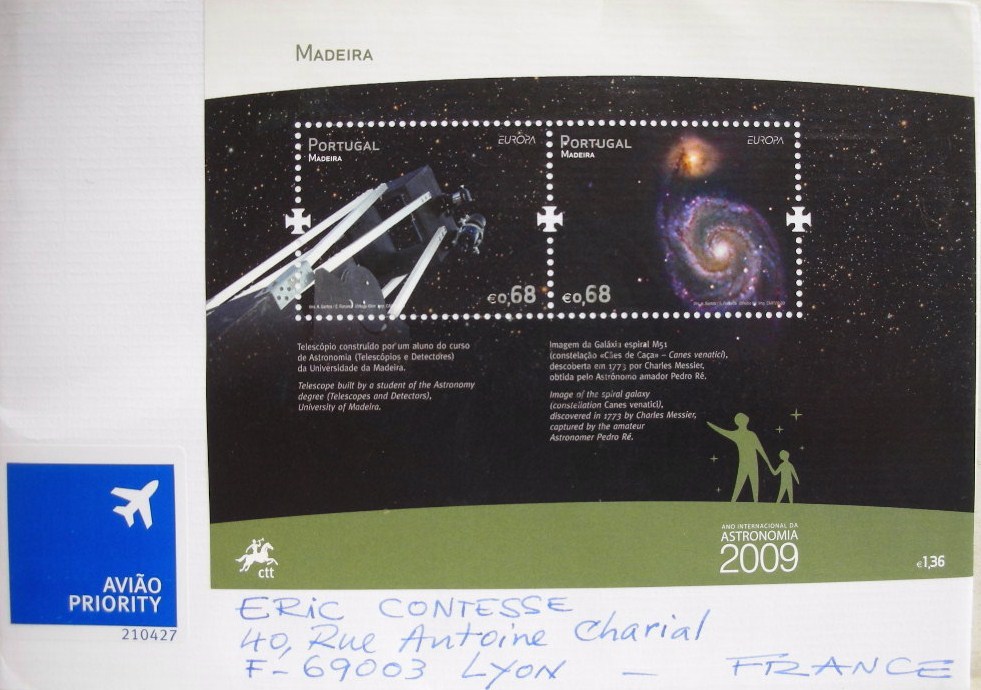 MADEIRA
PORTUGAL
MADEIRA
EUROPA
€0,68
PORTUGAL
MADEIRA
EUROPA
€0,68
Telescópio construído por um aluno do curso
de Astronomia (Telescópios e Detectores)
da Universidade da Madeira.
Telescope built by a student of the Astronomy
degree (Telescopes and Detectors),
University of Madeira.
Imagem da Galáxia espiral M51
(constelação «Cães de Caça» – Canes venatici),
descoberta em 1773 por Charles Messier,
obtida pelo Astrónomo amador Pedro Ré.
Image of the spiral galaxy
(constellation Canes venatici),
discovered in 1773 by Charles Messier,
captured by the amateur
Astronomer Pedro Ré.
ANO INTERNACIONAL DA
ASTRONOMIA
2009
ctt
€1,36
AVIÃO
PRIORITY
210427
ERIC CONTESSE
40, Rue Antoine Charial
F-69003 LYON — FRANCE